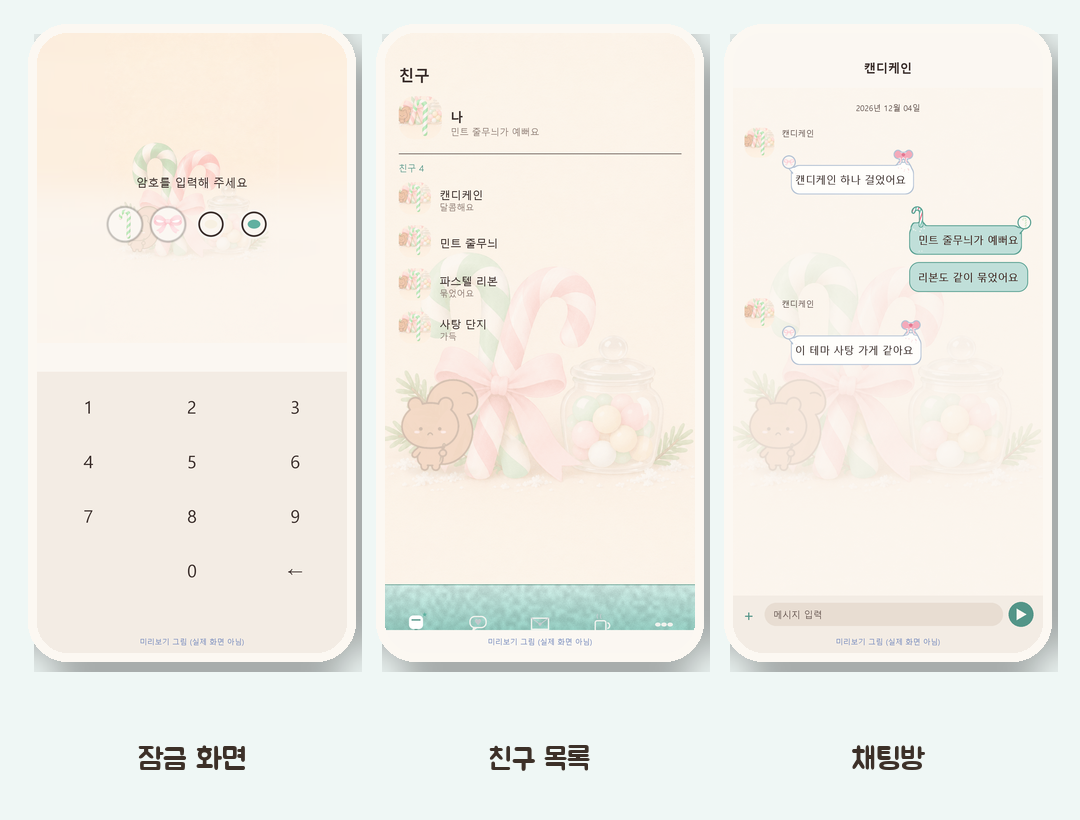 암호를 입력해 주세요
1 2 3
4 5 6
7 8 9
0 ←
미리보기 그림 (실제 화면 아님)
잠금 화면
친구
나
민트 줄무늬가 예뻐요
친구 4
캔디케인
달콤해요
민트 줄무늬
파스텔 리본
묶었어요
사탕 단지
가득
미리보기 그림 (실제 화면 아님)
친구 목록
캔디케인
2026년 12월 04일
캔디케인
캔디케인 하나 걸었어요
민트 줄무늬가 예뻐요
리본도 같이 묶었어요
캔디케인
이 테마 사탕 가게 같아요
+ 메시지 입력
미리보기 그림 (실제 화면 아님)
채팅방